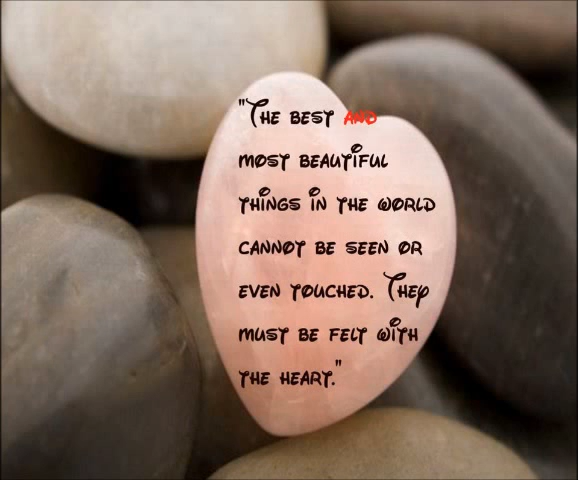 "The best and
most beautiful
things in the world
cannot be seen or
even touched. They
must be felt with
the heart."